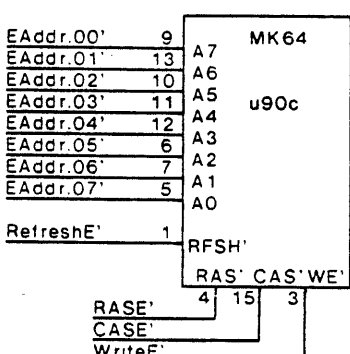 EAddr.00' 9 A7 MK64
EAddr.01' 13 A6
EAddr.02' 10 A5
EAddr.03' 11 A4 u90c
EAddr.04' 12 A3
EAddr.05' 6 A2
EAddr.06' 7 A1
EAddr.07' 5 A0
RefreshE' 1 RFSH'
RAS' CAS' WE'
4 15 3
RASE'
CASE'
WriteE'